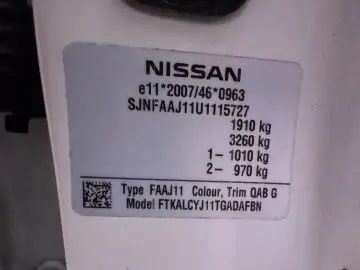 NISSAN
e11*2007/46*0963
SJNFAAJ11U1115727
1910 kg
3260 kg
1- 1010 kg
2- 970 kg
Type FAAJ11 Colour, Trim QAB G
Model FTKALCYJ11TGADAFBN